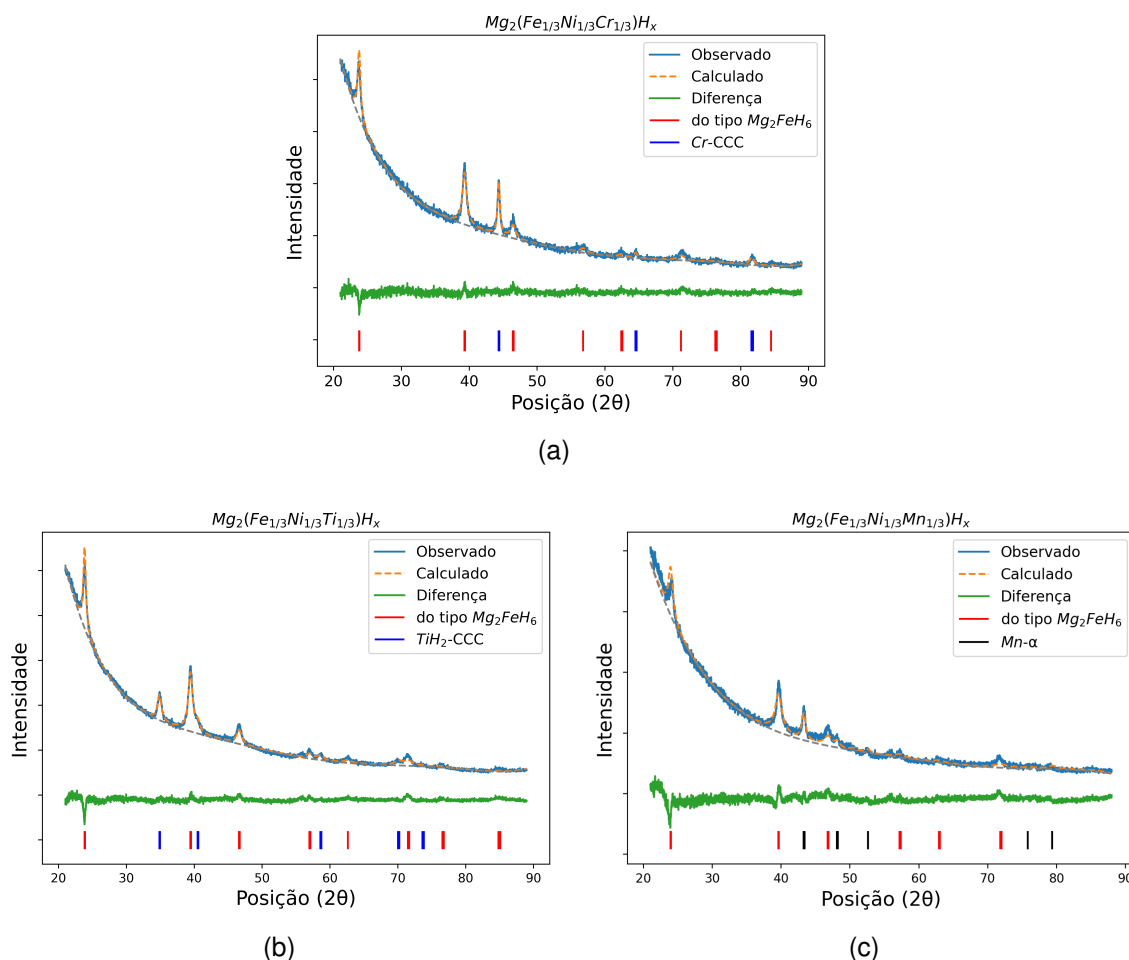 Mg2(Fe1/3Ni1/3Cr1/3)Hx
Observado
Calculado
Diferença
do tipo Mg2FeH6
Cr-CCC
Intensidade
20 30 40 50 60 70 80 90
Posição (2θ)
(a)
Mg2(Fe1/3Ni1/3Ti1/3)Hx
Observado
Calculado
Diferença
do tipo Mg2FeH6
TiH2-CCC
Intensidade
20 30 40 50 60 70 80 90
Posição (2θ)
(b)
Mg2(Fe1/3Ni1/3Mn1/3)Hx
Observado
Calculado
Diferença
do tipo Mg2FeH6
Mn-α
Intensidade
20 30 40 50 60 70 80 90
Posição (2θ)
(c)